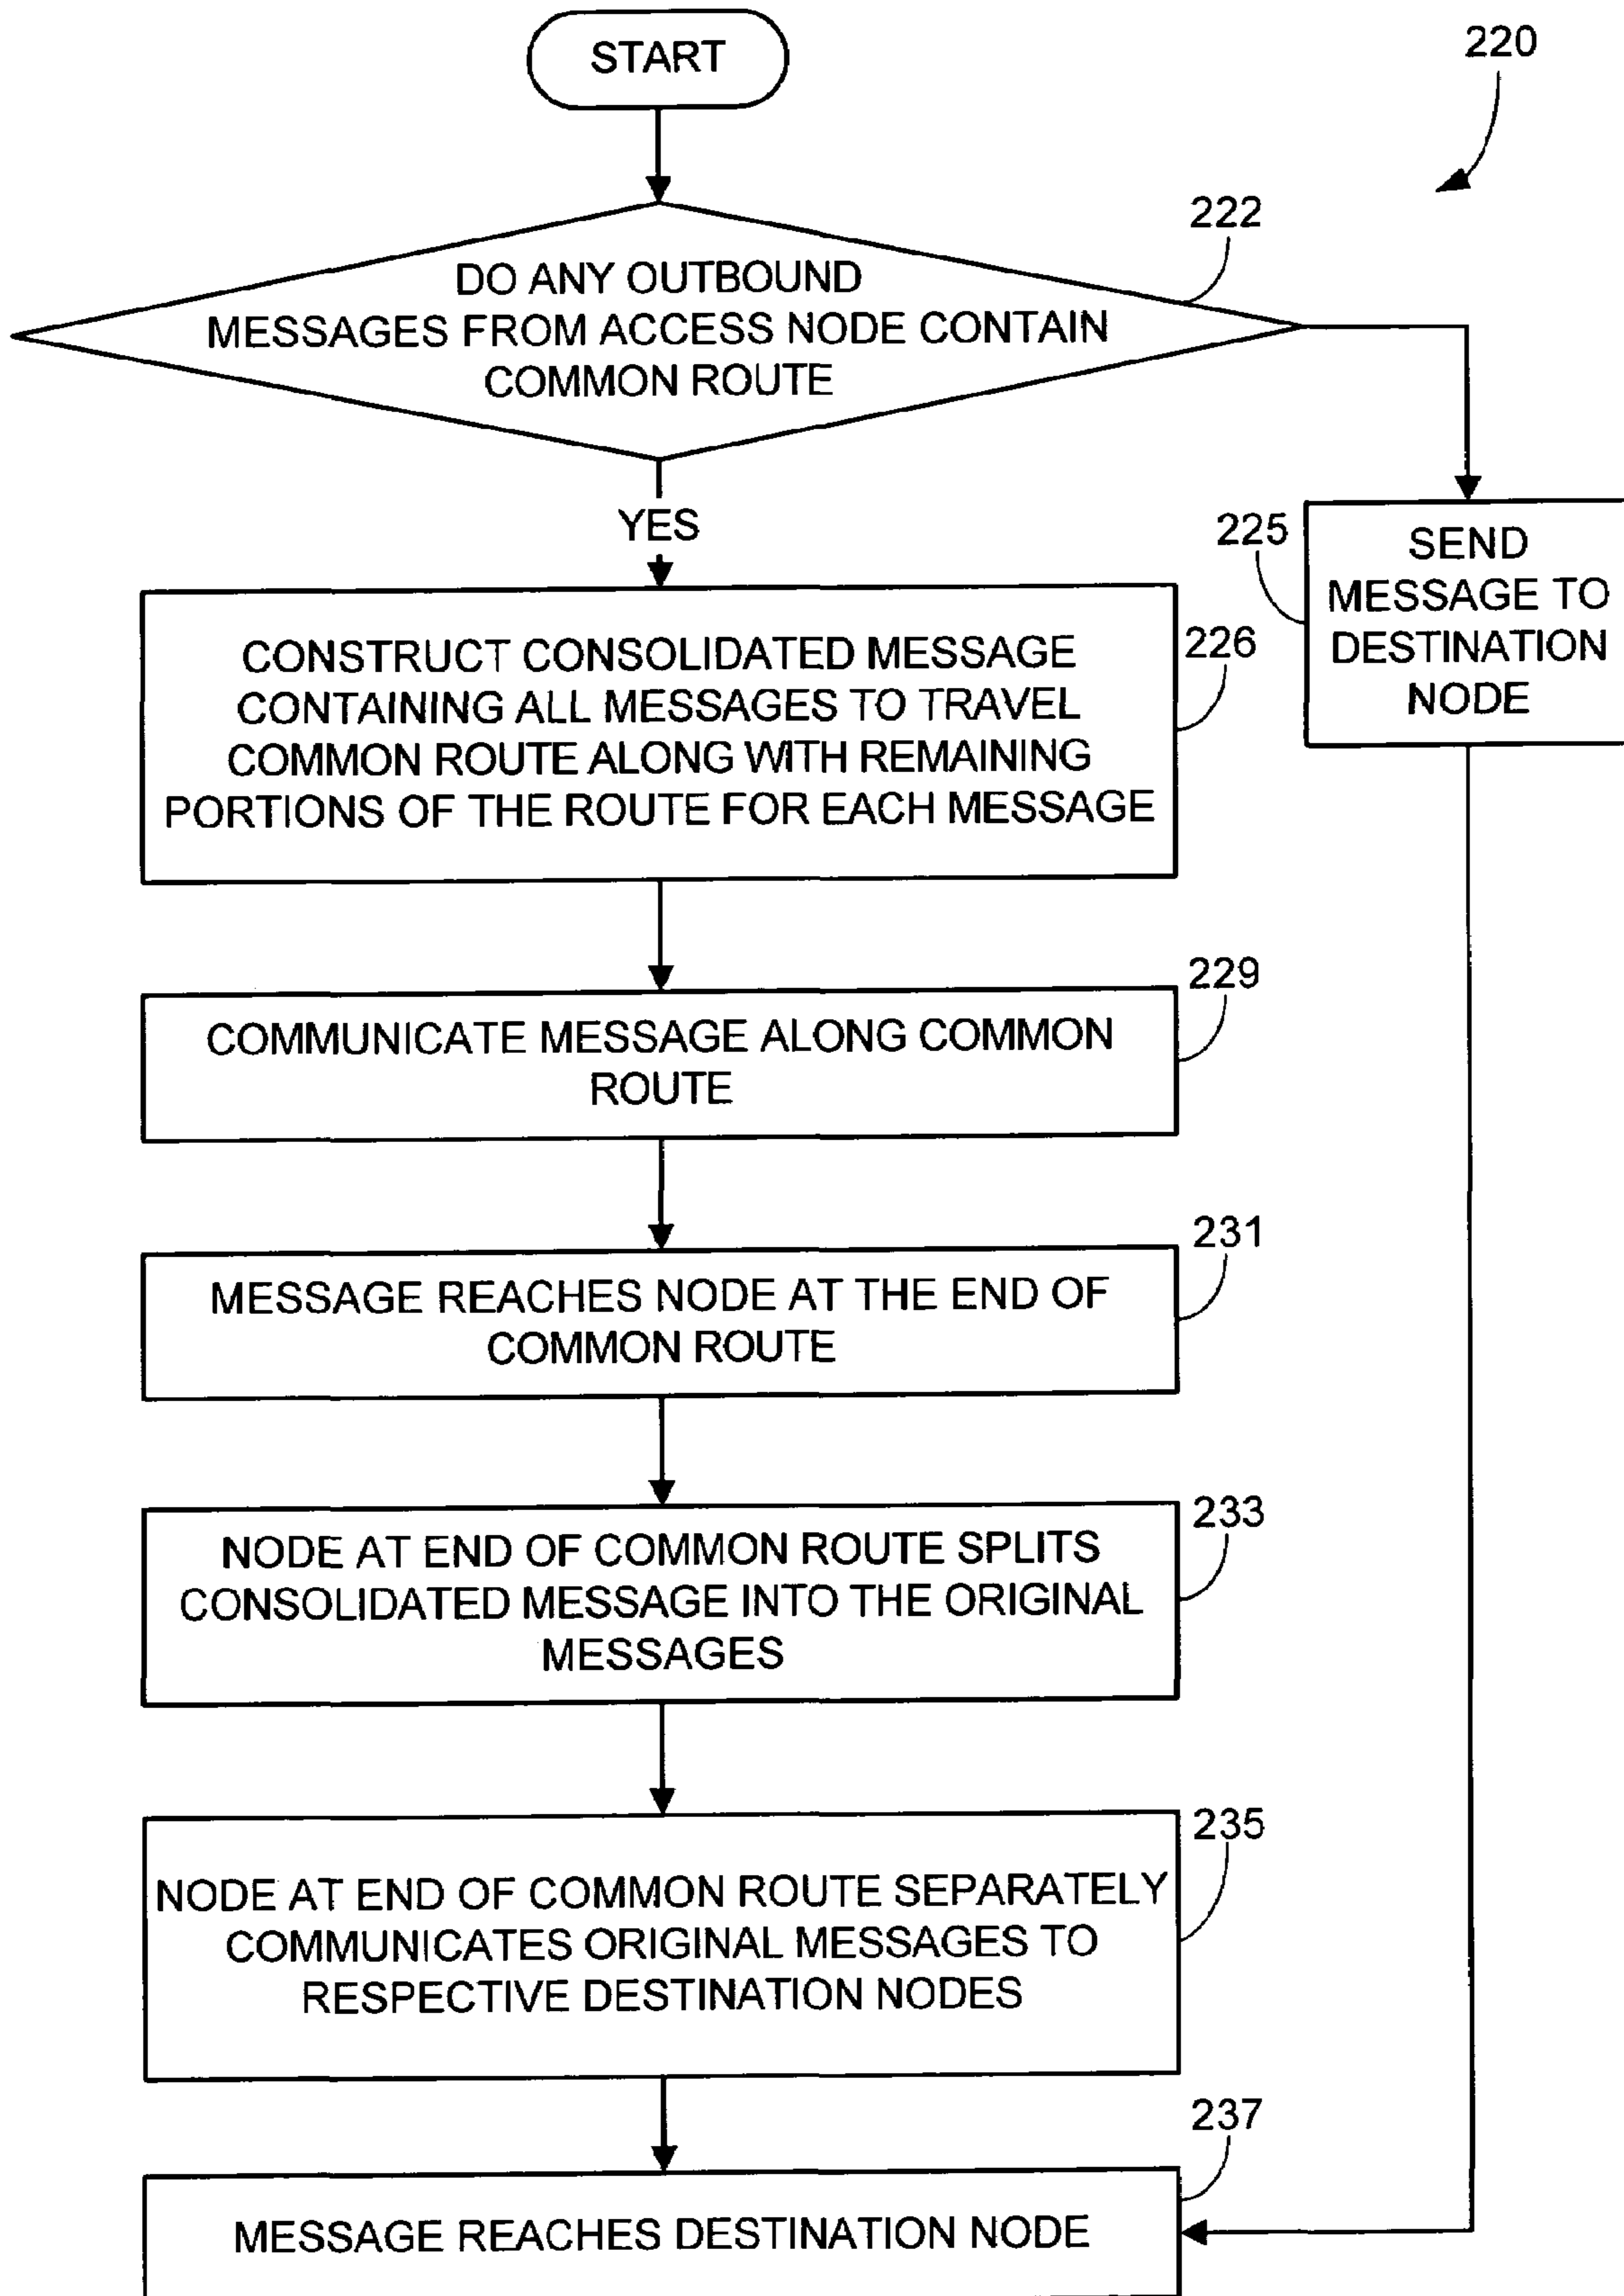 START
220
222
DO ANY OUTBOUND
MESSAGES FROM ACCESS NODE CONTAIN
COMMON ROUTE
YES
225
SEND
MESSAGE TO
DESTINATION
NODE
226
CONSTRUCT CONSOLIDATED MESSAGE
CONTAINING ALL MESSAGES TO TRAVEL
COMMON ROUTE ALONG WITH REMAINING
PORTIONS OF THE ROUTE FOR EACH MESSAGE
229
COMMUNICATE MESSAGE ALONG COMMON
ROUTE
231
MESSAGE REACHES NODE AT THE END OF
COMMON ROUTE
233
NODE AT END OF COMMON ROUTE SPLITS
CONSOLIDATED MESSAGE INTO THE ORIGINAL
MESSAGES
235
NODE AT END OF COMMON ROUTE SEPARATELY
COMMUNICATES ORIGINAL MESSAGES TO
RESPECTIVE DESTINATION NODES
237
MESSAGE REACHES DESTINATION NODE